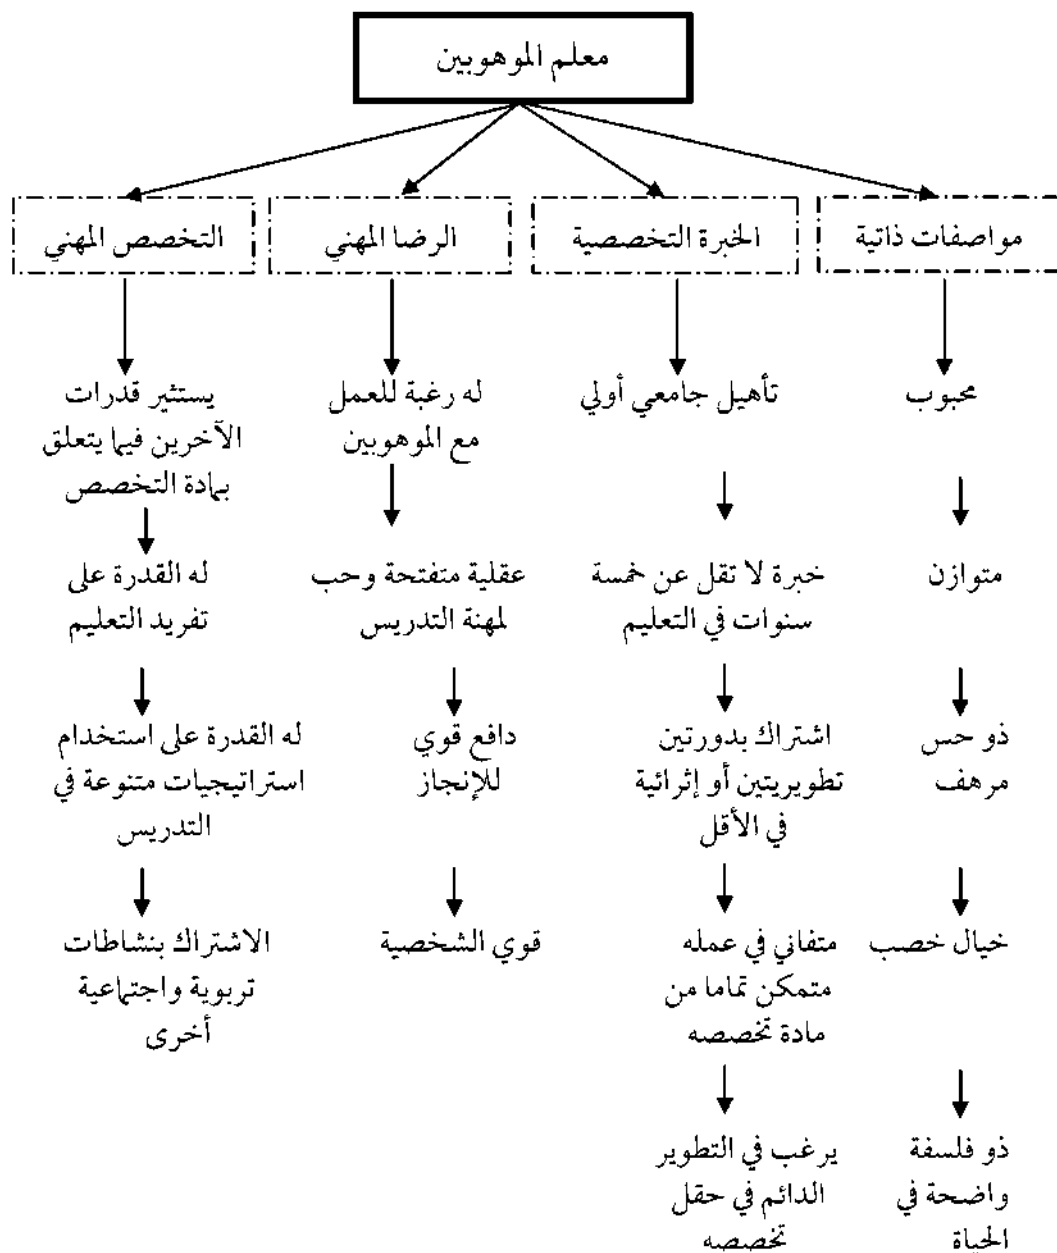 معلم الموهوبين
مواصفات ذاتية
محبوب
متوازن
ذو حس
مرهف
خيال خصب
ذو فلسفة
واضحة في
الحياة
الخبرة التخصصية
تأهيل جامعي أولي
خبرة لا تقل عن خمسة
سنوات في التعليم
اشتراك بدورتين
تطويريتين أو إثرائية
في الأقل
متفاني في عمله
متمكن تماما من
مادة تخصصه
يرغب في التطوير
الدائم في حقل
تخصصه
الرضا المهني
له رغبة للعمل
مع الموهوبين
عقلية متفتحة وحب
لمهنة التدريس
دافع قوي
للإنجاز
قوي الشخصية
التخصص المهني
يستثير قدرات
الآخرين فيما يتعلق
بمادة التخصص
له القدرة على
تفريد التعليم
له القدرة على استخدام
استراتيجيات متنوعة في
التدريس
الاشتراك بنشاطات
تربوية واجتماعية
أخرى